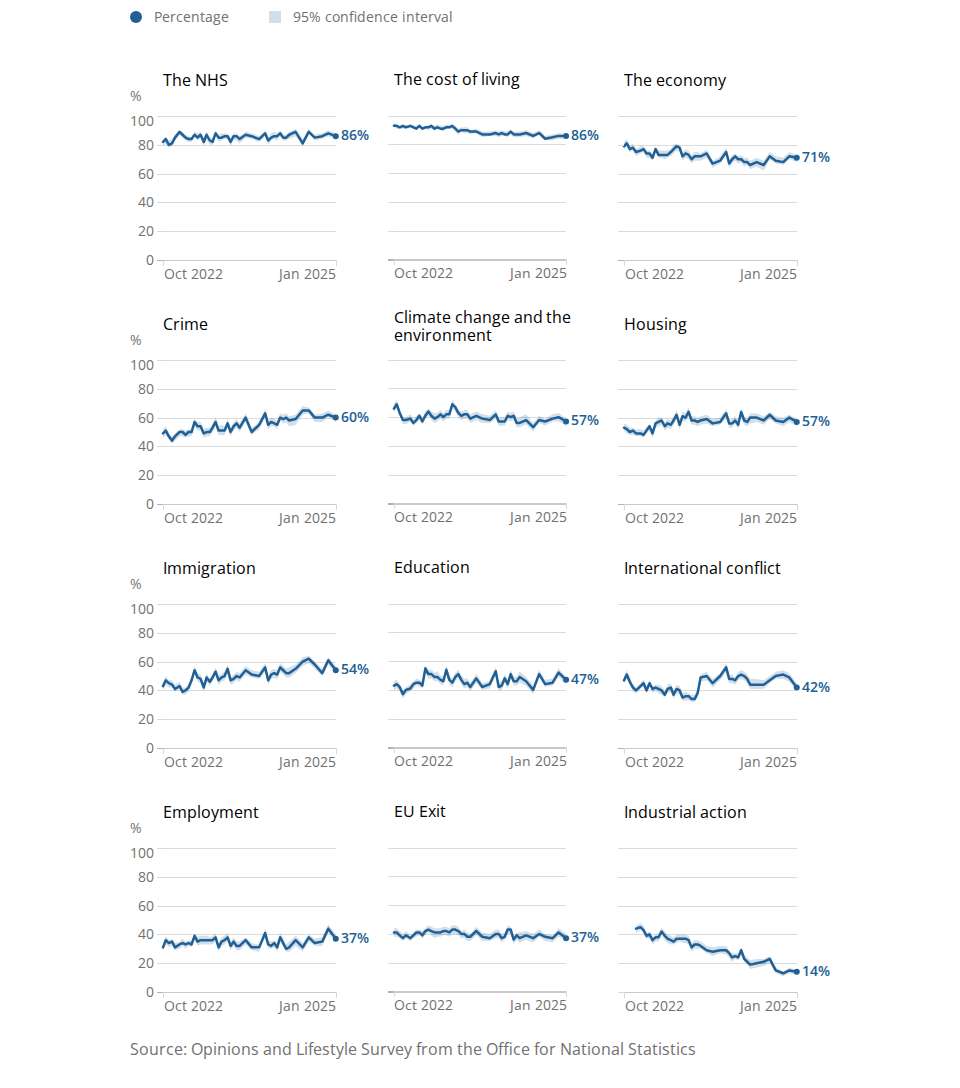 Percentage 95% confidence interval
The NHS The cost of living The economy
%
100
80 86% 86%
71%
60
40
20
0
Oct 2022 Jan 2025 Oct 2022 Jan 2025 Oct 2022 Jan 2025
Crime Climate change and the environment Housing
%
100
80
60 60% 57% 57%
40
20
0
Oct 2022 Jan 2025 Oct 2022 Jan 2025 Oct 2022 Jan 2025
Immigration Education International conflict
%
100
80
60 54% 47% 42%
40
20
0
Oct 2022 Jan 2025 Oct 2022 Jan 2025 Oct 2022 Jan 2025
Employment EU Exit Industrial action
%
100
80
60
40 37% 37%
20 14%
0
Oct 2022 Jan 2025 Oct 2022 Jan 2025 Oct 2022 Jan 2025
Source: Opinions and Lifestyle Survey from the Office for National Statistics